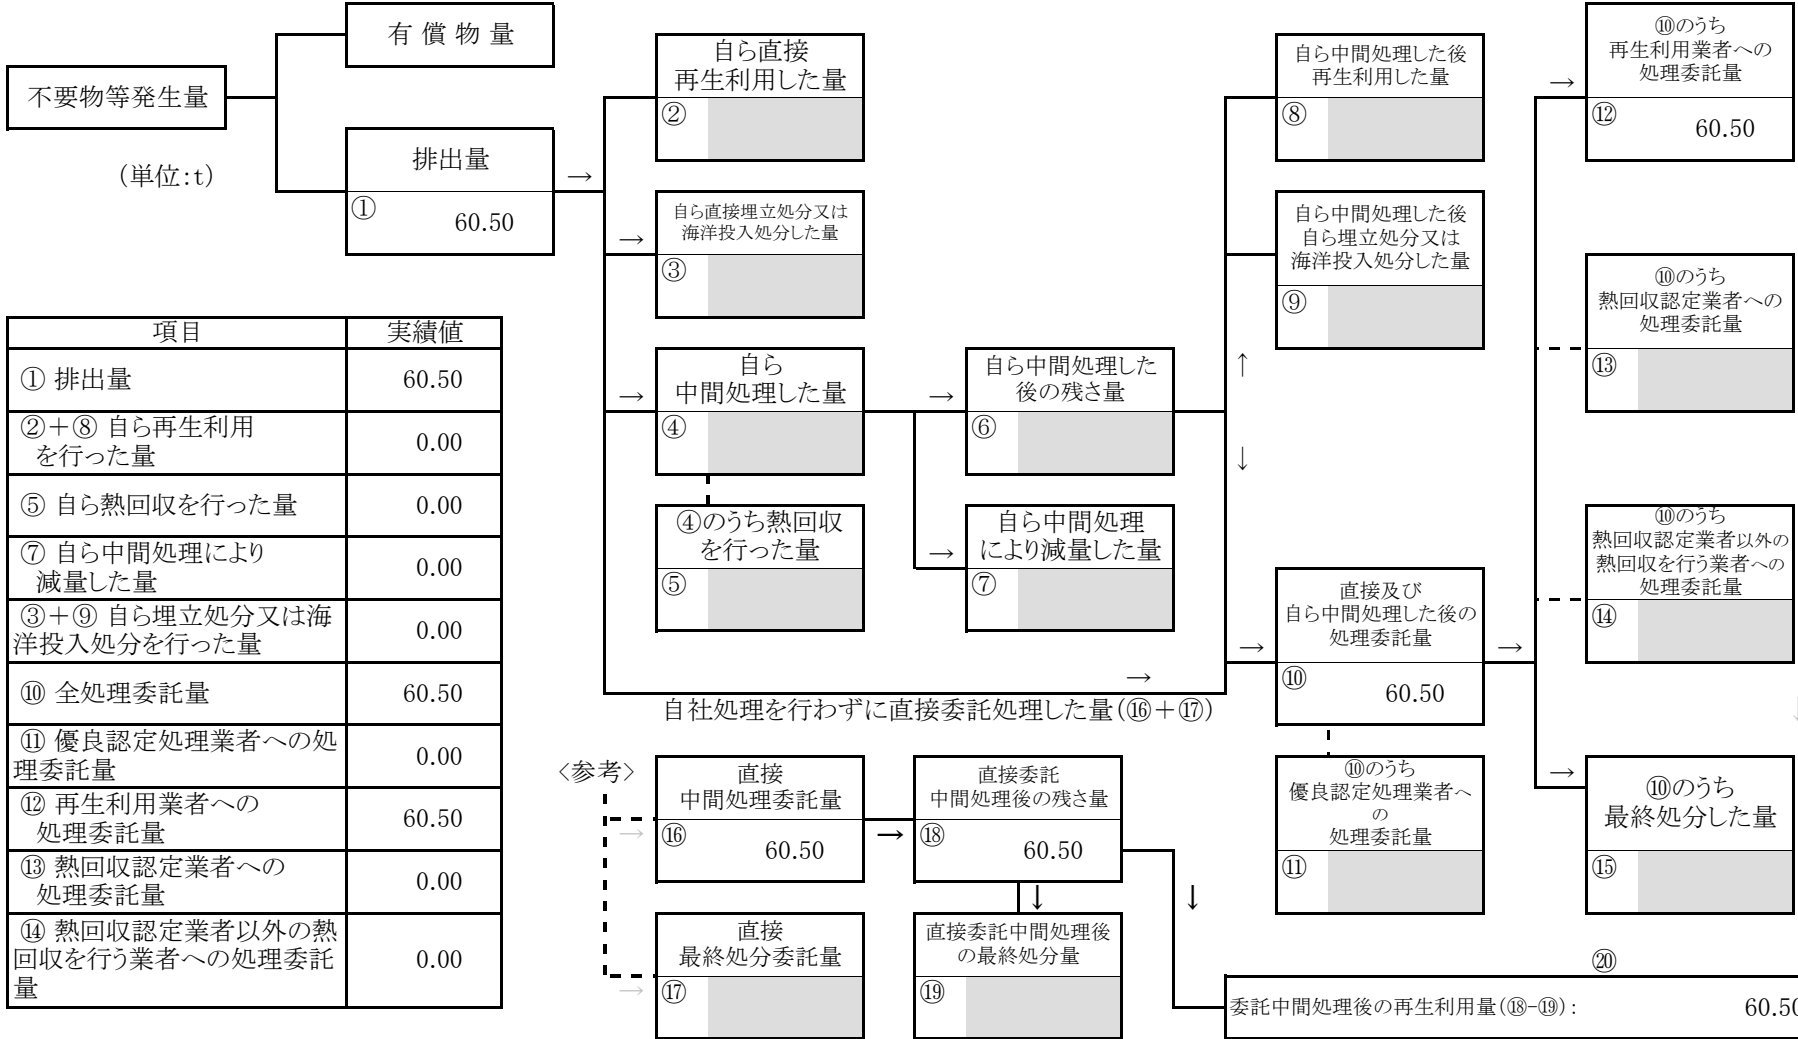 有 償 物 量
不要物等発生量
(単位:t)
排出量
→
①
60.50
自ら直接
再生利用した量
②
→
自ら直接埋立処分又は
海洋投入処分した量
③
→
自ら
中間処理した量
④
④のうち熱回収
を行った量
⑤
→
自ら中間処理した
後の残さ量
⑥
→
自ら中間処理
により減量した量
⑦
自ら中間処理した後
再生利用した量
⑧
自ら中間処理した後
自ら埋立処分又は
海洋投入処分した量
⑨
↑
↓
→
直接及び
自ら中間処理した後の
処理委託量
⑩
60.50
→
→
自社処理を行わずに直接委託処理した量(⑯+⑰)
⑩のうち
優良認定処理業者へ
の
処理委託量
⑪
→
⑩のうち
再生利用業者への
処理委託量
⑫
60.50
⑩のうち
熱回収認定業者への
処理委託量
⑬
⑩のうち
熱回収認定業者以外の
熱回収を行う業者への
処理委託量
⑭
↓
→
⑩のうち
最終処分した量
⑮
項目 実績値
① 排出量 60.50
②+⑧ 自ら再生利用
を行った量 0.00
⑤ 自ら熱回収を行った量 0.00
⑦ 自ら中間処理により
減量した量 0.00
③+⑨ 自ら埋立処分又は海
洋投入処分を行った量 0.00
⑩ 全処理委託量 60.50
⑪ 優良認定処理業者への処
理委託量 0.00
⑫ 再生利用業者への
処理委託量 60.50
⑬ 熱回収認定業者への
処理委託量 0.00
⑭ 熱回収認定業者以外の熱
回収を行う業者への処理委託
量 0.00
<参考>
→
直接
中間処理委託量
⑯
60.50
→
直接委託
中間処理後の残さ量
⑱
60.50
↓
↓
→
直接
最終処分委託量
⑰
直接委託中間処理後
の最終処分量
⑲
⑳
委託中間処理後の再生利用量(⑱-⑲): 60.50